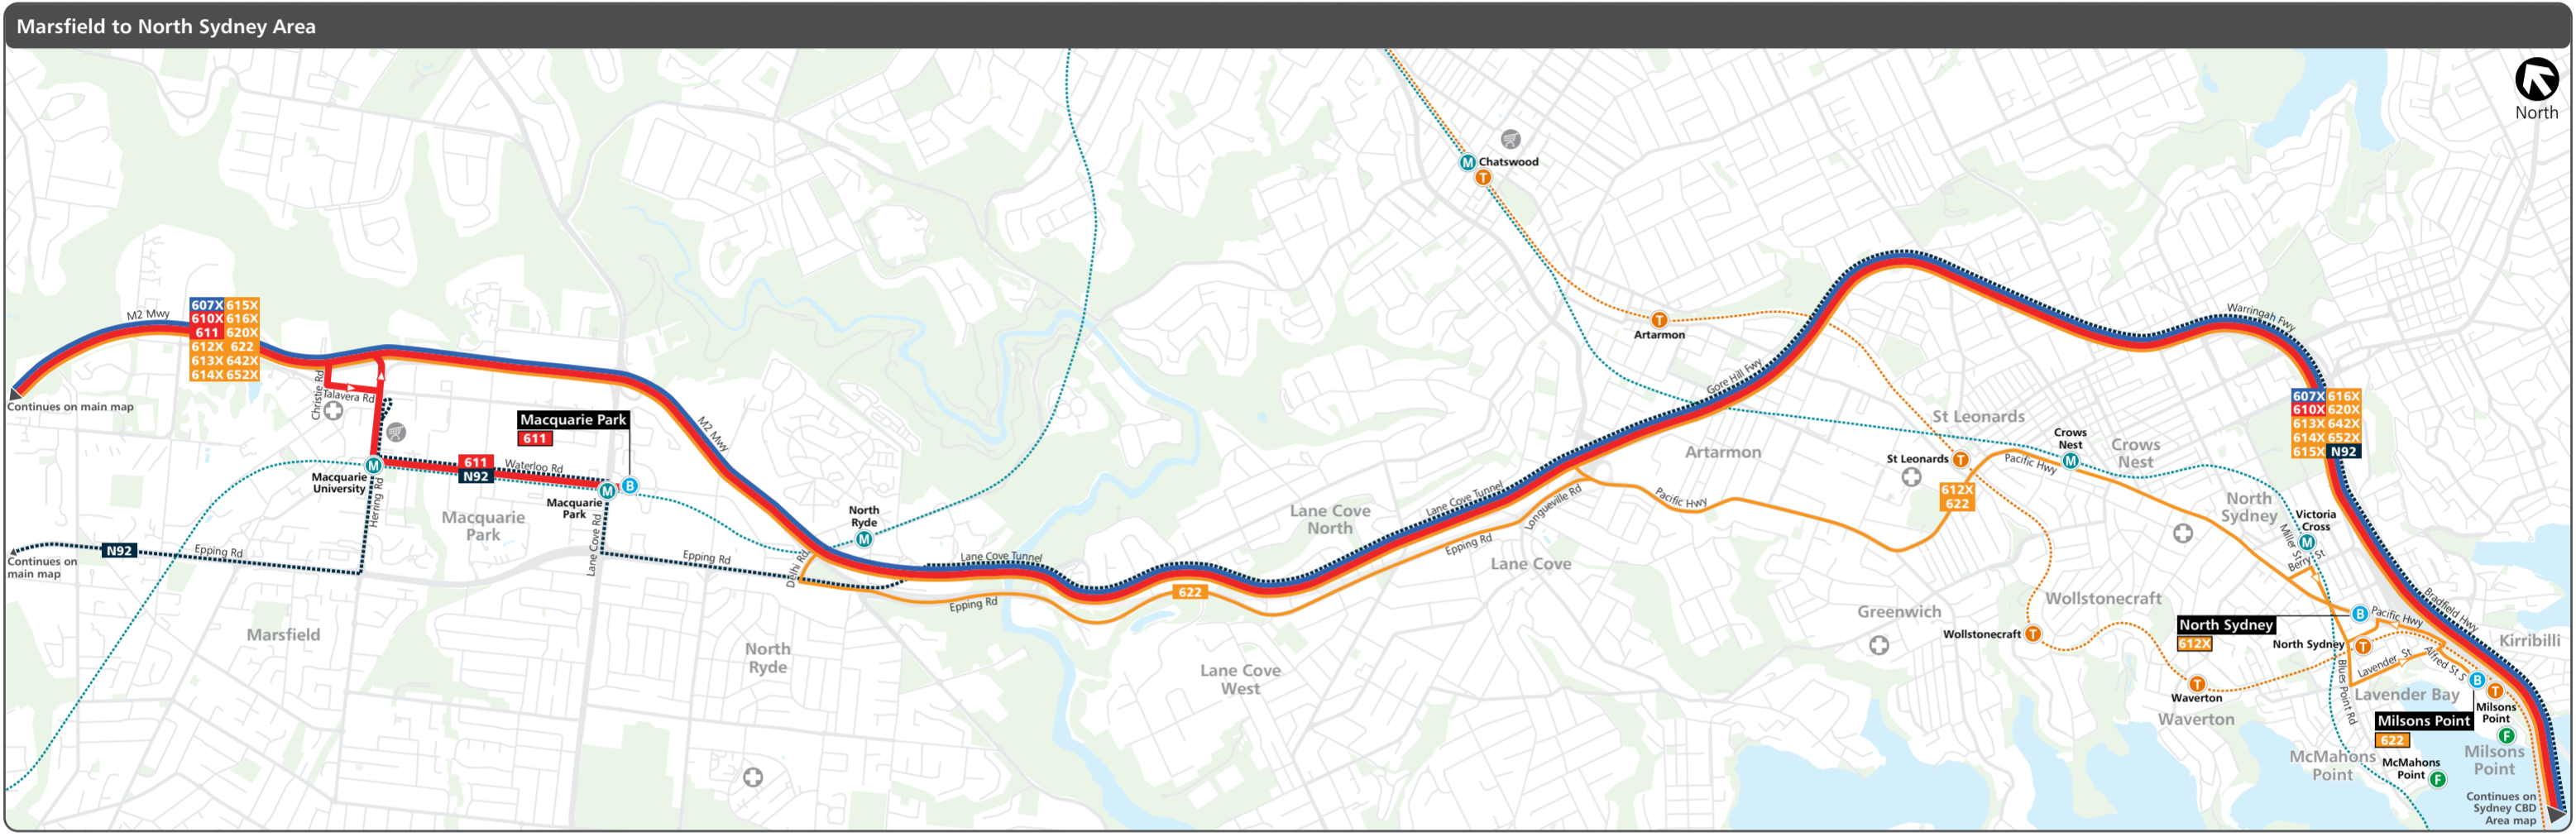 Marsfield to North Sydney Area
North
M2 Mwy
607X 615X
610X 616X
611 620X
612X 622
613X 642X
614X 652X
Continues on main map
Christie Rd
Talavera Rd
Macquarie Park
611
M
Macquarie
University
611
N92
Waterloo Rd
M
B
Macquarie
Park
Herring Rd
Macquarie
Park
Lane Cove Rd
N92
Epping Rd
Continues on
main map
Marsfield
M2 Mwy
Epping Rd
North
Ryde
M
Delhi Rd
Lane Cove Tunnel
Epping Rd
North
Ryde
622
Lane Cove
West
Lane Cove
North
Lane Cove Tunnel
Epping Rd
Longueville Rd
Lane Cove
Pacific Hwy
M Chatswood
T
T
Artarmon
Gore Hill Fwy
Artarmon
St Leonards
St Leonards T
612X
622
Pacific Hwy
Crows
Nest
M
Crows
Nest
Greenwich
Wollstonecraft
Wollstonecraft T
T
Waverton
Waverton
Warringah Fwy
607X 616X
610X 620X
613X 642X
614X 652X
615X N92
North
Sydney
Victoria
Cross
M
Miller St
Berry St
B
Pacific Hwy
Bradfield Hwy
North Sydney
612X
North Sydney T
Kirribilli
Lavender St
Alfred St S
Blues Point Rd
Lavender Bay
B
T
Milsons
Point
Milsons Point
622
F
Milsons
Point
McMahons
Point
McMahons
Point F
Continues on
Sydney CBD
Area map